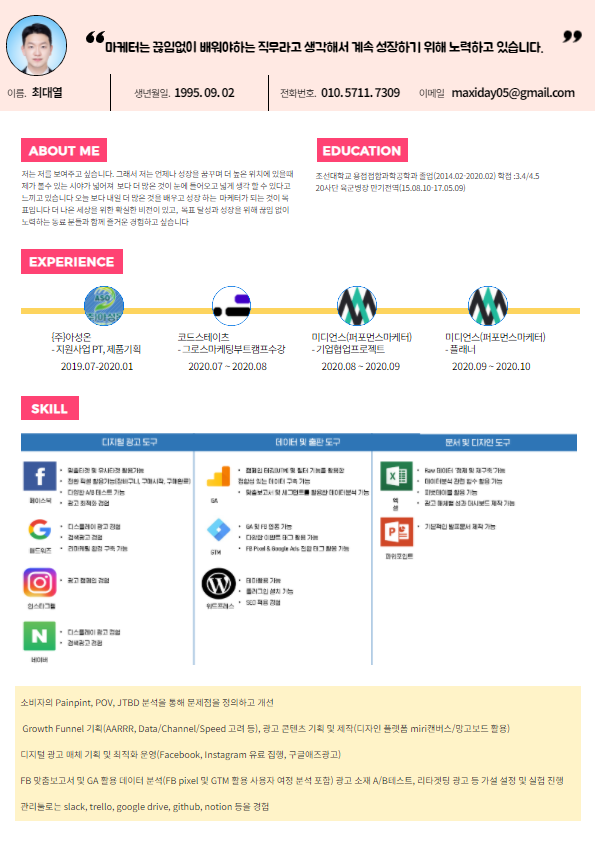 “마케터는 끊임없이 배워야하는 직무라고 생각해서 계속 성장하기 위해 노력하고 있습니다. ”
이름. 최대열 생년월일. 1995. 09. 02 전화번호. 010. 5711. 7309 이메일 maxiday05@gmail.com
ABOUT ME
저는 저를 보여주고 싶습니다. 그래서 저는 언제나 성장을 꿈꾸며 더 높은 위치에 있을때
제가 볼수 있는 시야가 넓어져 보다 더 많은 것이 눈에 들어오고 넓게 생각 할 수 있다고
느끼고 있습니다 오늘 보다 내일 더 많은 것을 배우고 성장 하는 마케터가 되는 것이 목
표입니다 더 나은 세상을 위한 확실한 비전이 있고, 목표 달성과 성장을 위해 끊임 없이
노력하는 동료 분들과 함께 즐거운 경험하고 싶습니다
EDUCATION
조선대학교 용접접합과학공학과 졸업(2014.02-2020.02) 학점 :3.4/4.5
20사단 육군병장 만기전역(15.08.10-17.05.09)
EXPERIENCE
(주)아성온
- 지원사업 PT, 제품기획
2019.07-2020.01
코드스테이츠
- 그로스마케팅부트캠프수강
2020.07 ~ 2020.08
미디언스(퍼포먼스마케터)
- 기업협업프로젝트
2020.08 ~ 2020.09
미디언스(퍼포먼스마케터)
- 플래너
2020.09 ~ 2020.10
SKILL
디지털 광고 도구
페이스북
• 맞춤타겟 및 유사타겟 활용가능
• 전환 픽셀 활용가능(장바구니, 구매시작, 구매완료)
• 다양한 A/B 테스트 가능
• 광고 최적화 경험
애드워즈
• 디스플레이 광고 경험
• 검색광고 경험
• 리마케팅 환경 구축 가능
인스타그램
• 광고 캠페인 경험
네이버
• 디스플레이 광고 경험
• 검색광고 경험
데이터 및 출판 도구
GA
• 캠페인 태깅(UTM) 및 필터 기능을 활용한
정합성 있는 데이터 구축 가능
• 맞춤보고서 및 세그먼트를 활용한 데이터분석 가능
GTM
• GA 및 FB 연동 가능
• 다양한 이벤트 태그 활용 가능
• FB Pixel & Google Ads 전환 태그 활용 가능
워드프레스
• 테마활용 가능
• 플러그인 설치 가능
• SEO 적용 경험
문서 및 디자인 도구
엑
셀
• Raw 데이터 '정제 및 재구축'가능
• 데이터분석 관련 함수 활용 가능
• 피벗테이블 활용 가능
• 광고 매체별 성과 대시보드 제작 가능
파워포인트
• 기본적인 발표문서 제작 가능
소비자의 Painpint, POV, JTBD 분석을 통해 문제점을 정의하고 개선
Growth Funnel 기획(AARRR, Data/Channel/Speed 고려 등), 광고 콘텐츠 기획 및 제작(디자인 플랫폼 miri캔버스/망고보드 활용)
디지털 광고 매체 기획 및 최적화 운영(Facebook, Instagram 유료 집행, 구글애즈광고)
FB 맞춤보고서 및 GA 활용 데이터 분석(FB pixel 및 GTM 활용 사용자 여정 분석 포함) 광고 소재 A/B테스트, 리타겟팅 광고 등 가설 설정 및 실험 진행
관리툴로는 slack, trello, google drive, github, notion 등을 경험